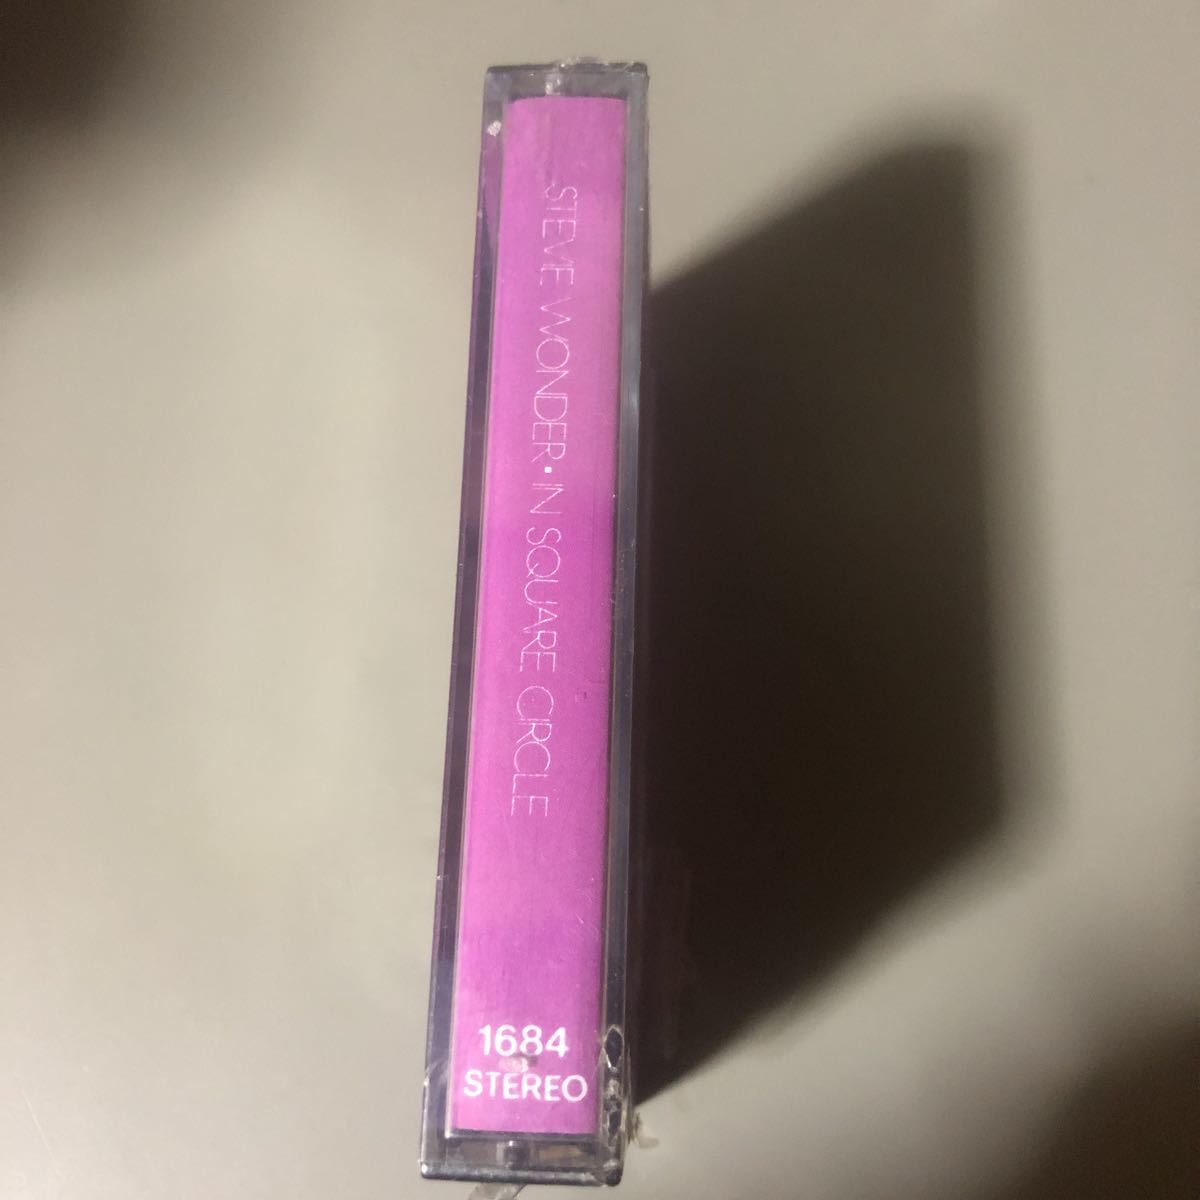 STEVIE WONDER • IN SQUARE CIRCLE
1684
STEREO